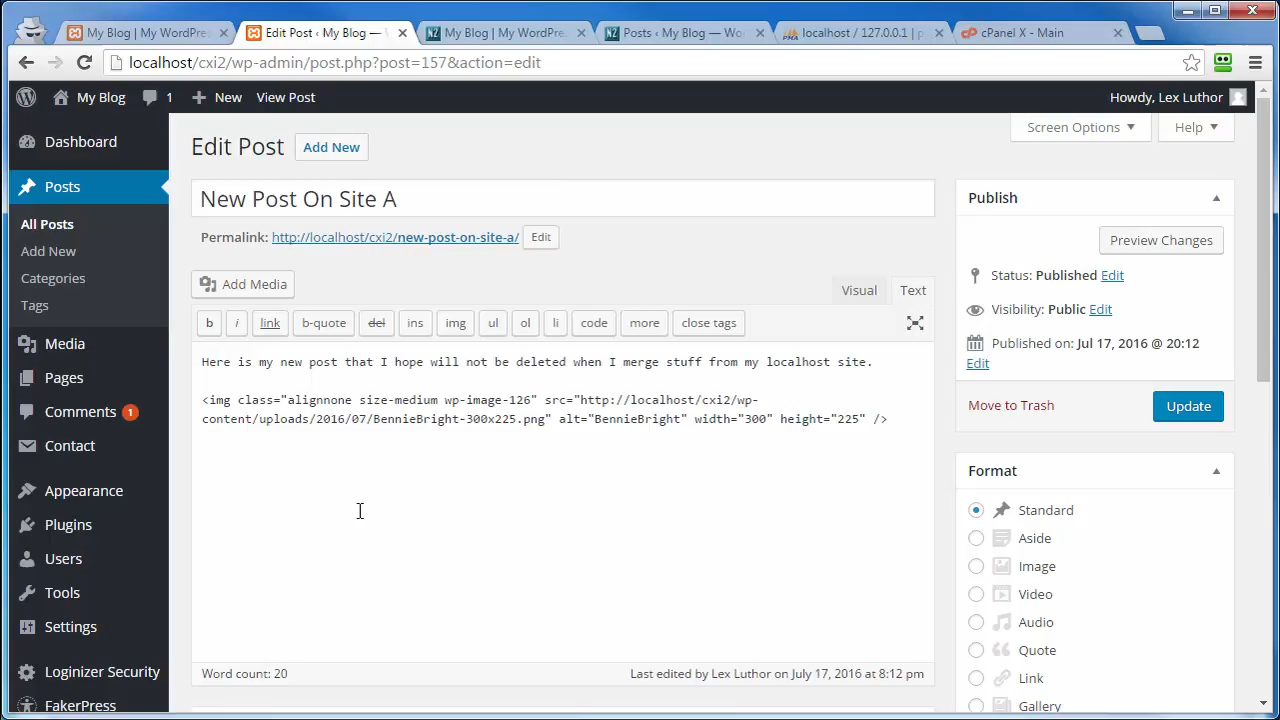 My Blog | My WordPre
Edit Post ‹ My Blog —
My Blog | My WordPre
Posts ‹ My Blog — Wo
localhost / 127.0.0.1 | p
cPanel X - Main
localhost/cxi2/wp-admin/post.php?post=157&action=edit
My Blog
1
New
View Post
Howdy, Lex Luthor
Dashboard
Posts
All Posts
Add New
Categories
Tags
Media
Pages
Comments 1
Contact
Appearance
Plugins
Users
Tools
Settings
Loginizer Security
FakerPress
Screen Options
Help
Edit Post
Add New
New Post On Site A
Permalink: http://localhost/cxi2/new-post-on-site-a/ Edit
Add Media
Visual
Text
b
i
link
b-quote
del
ins
img
ul
ol
li
code
more
close tags
Here is my new post that I hope will not be deleted when I merge stuff from my localhost site.
<img class="alignnone size-medium wp-image-126" src="http://localhost/cxi2/wp-
content/uploads/2016/07/BennieBright-300x225.png" alt="BennieBright" width="300" height="225" />
Word count: 20
Last edited by Lex Luthor on July 17, 2016 at 8:12 pm
Publish
Preview Changes
Status: Published Edit
Visibility: Public Edit
Published on: Jul 17, 2016 @ 20:12
Edit
Move to Trash
Update
Format
Standard
Aside
Image
Video
Audio
Quote
Link
Gallery